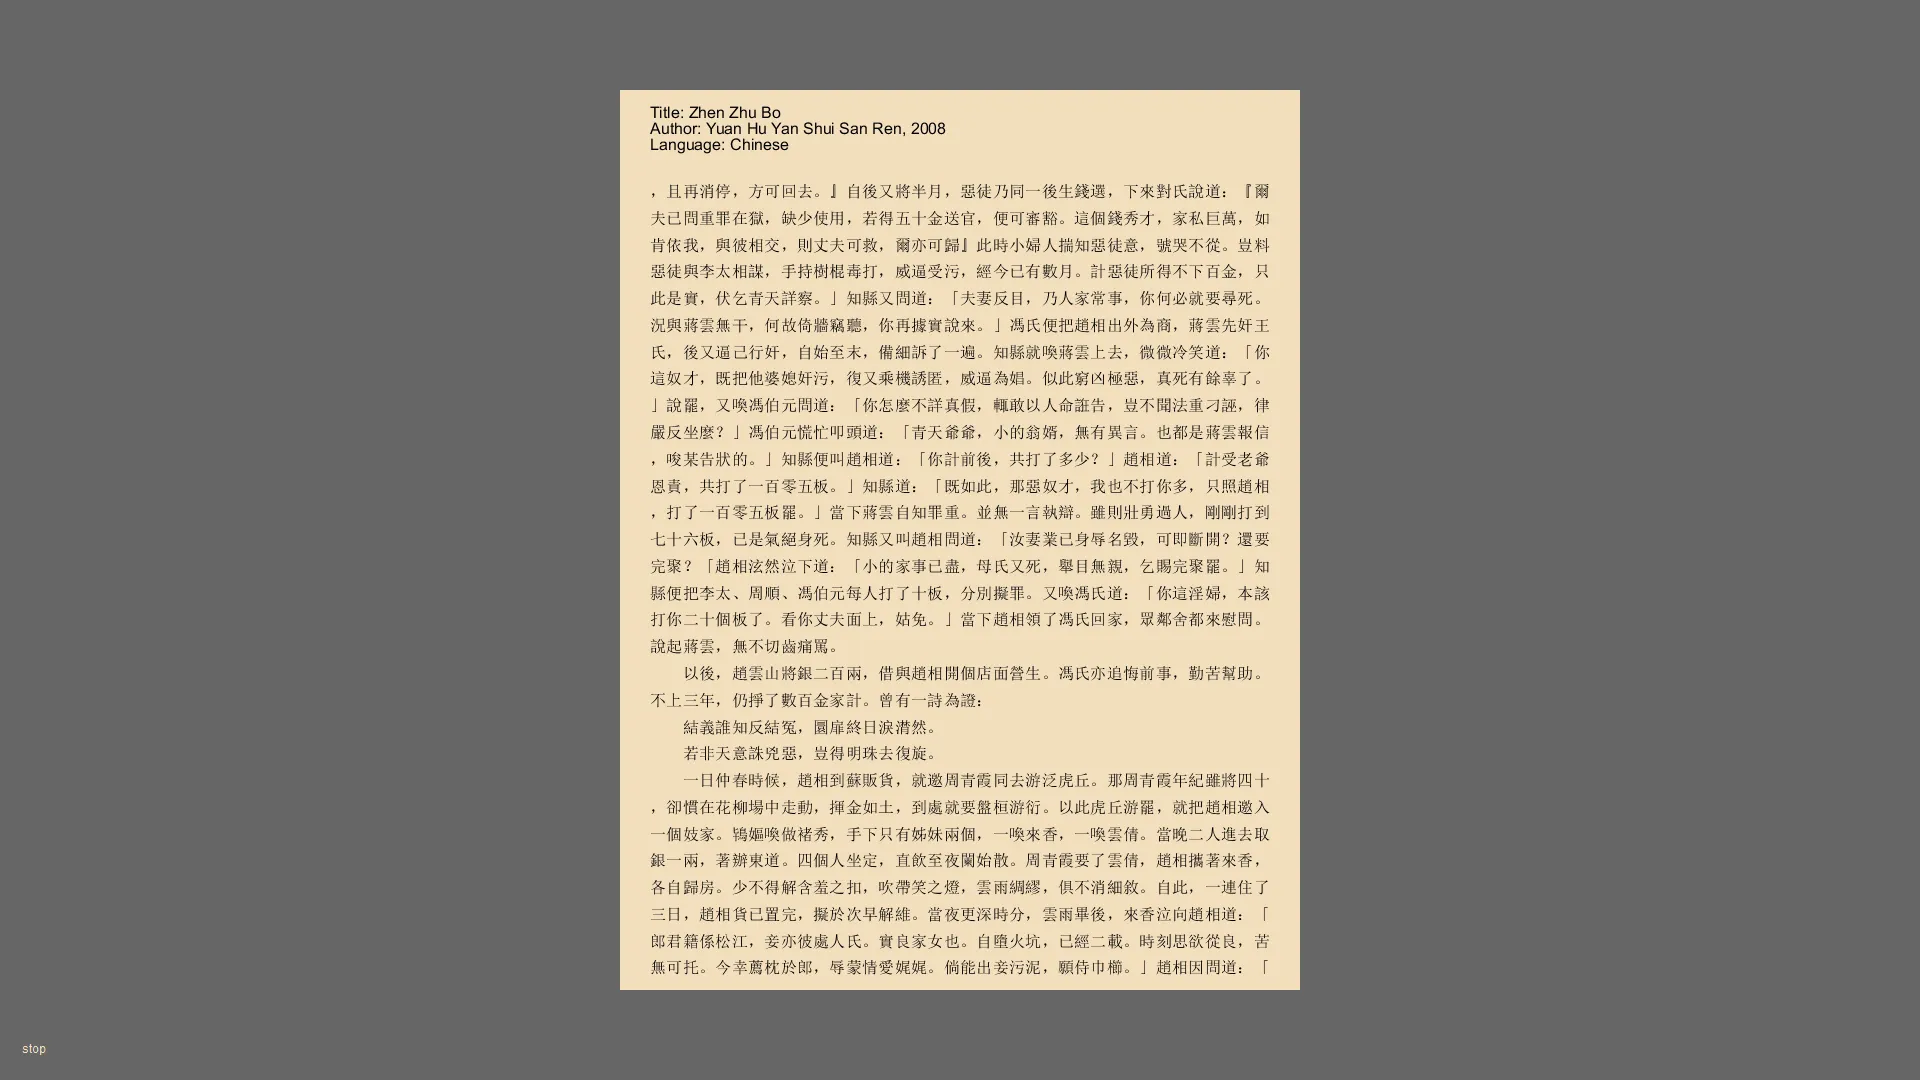 Title: Zhen Zhu Bo
Author: Yuan Hu Yan Shui San Ren, 2008
Language: Chinese
，且再消停，方可回去。』自後又將半月，惡徒乃同一後生錢選，下來對氏說道：『爾
夫已問重罪在獄，缺少使用，若得五十金送官，便可審豁。這個錢秀才，家私巨萬，如
肯依我，與彼相交，則丈夫可救，爾亦可歸』此時小婦人揣知惡徒意，號哭不從。豈料
惡徒與李太相謀，手持樹棍毒打，威逼受污，經今已有數月。計惡徒所得不下百金，只
此是實，伏乞青天詳察。」知縣又問道：「夫妻反目，乃人家常事，你何必就要尋死。
況與蔣雲無干，何故倚牆竊聽，你再據實說來。」馮氏便把趙相出外為商，蔣雲先奸王
氏，後又逼己行奸，自始至末，備細訴了一遍。知縣就喚蔣雲上去，微微冷笑道：「你
這奴才，既把他婆媳奸污，復又乘機誘匿，威逼為娼。似此窮凶極惡，真死有餘辜了。
」說罷，又喚馮伯元問道：「你怎麼不詳真假，輒敢以人命誑告，豈不聞法重刁誣，律
嚴反坐麼？」馮伯元慌忙叩頭道：「青天爺爺，小的翁婿，無有異言。也都是蔣雲報信
，唆某告狀的。」知縣便叫趙相道：「你計前後，共打了多少？」趙相道：「計受老爺
恩責，共打了一百零五板。」知縣道：「既如此，那惡奴才，我也不打你多，只照趙相
，打了一百零五板罷。」當下蔣雲自知罪重。並無一言執辯。雖則壯勇過人，剛剛打到
七十六板，已是氣絕身死。知縣又叫趙相問道：「汝妻業已身辱名毀，可即斷開？還要
完聚？「趙相泫然泣下道：「小的家事已盡，母氏又死，舉目無親，乞賜完聚罷。」知
縣便把李太、周順、馮伯元每人打了十板，分別擬罪。又喚馮氏道：「你這淫婦，本該
打你二十個板了。看你丈夫面上，姑免。」當下趙相領了馮氏回家，眾鄰舍都來慰問。
說起蔣雲，無不切齒痛罵。
　　以後，趙雲山將銀二百兩，借與趙相開個店面營生。馮氏亦追悔前事，勤苦幫助。
不上三年，仍掙了數百金家計。曾有一詩為證：
　　結義誰知反結冤，圜扉終日淚潸然。
　　若非天意誅兇惡，豈得明珠去復旋。
　　一日仲春時候，趙相到蘇販貨，就邀周青霞同去游泛虎丘。那周青霞年紀雖將四十
，卻慣在花柳場中走動，揮金如土，到處就要盤桓游衍。以此虎丘游罷，就把趙相邀入
一個妓家。鴇嫗喚做褚秀，手下只有姊妹兩個，一喚來香，一喚雲倩。當晚二人進去取
銀一兩，著辦東道。四個人坐定，直飲至夜闌始散。周青霞要了雲倩，趙相攜著來香，
各自歸房。少不得解含羞之扣，吹帶笑之燈，雲雨綢繆，俱不消細敘。自此，一連住了
三日，趙相貨已置完，擬於次早解維。當夜更深時分，雲雨畢後，來香泣向趙相道：「
郎君籍係松江，妾亦彼處人氏。實良家女也。自墮火坑，已經二載。時刻思欲從良，苦
無可托。今幸薦枕於郎，辱蒙情愛娓娓。倘能出妾污泥，願侍巾櫛。」趙相因問道：「
stop